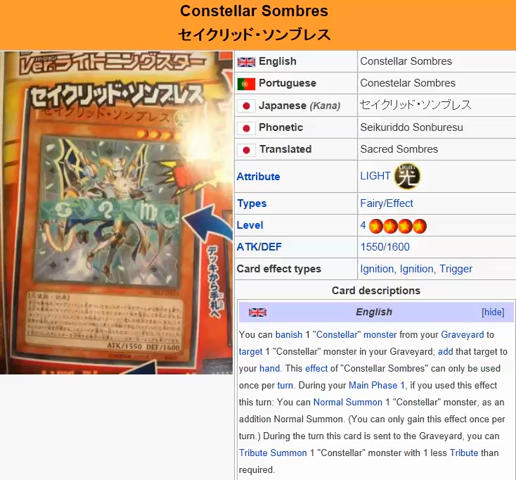 Constellar Sombres
セイクリッド・ソンブレス
Ver.ライトニングスター
セイクリッド・ソンブレス
セイクリッド・ソンブレス
デッキから手札へ
ATK/1550 DEF/1600
English Constellar Sombres
Portuguese Conestelar Sombres
Japanese (Kana) セイクリッド・ソンブレス
Phonetic Seikuriddo Sonburesu
Translated Sacred Sombres
Attribute LIGHT 光
Types Fairy/Effect
Level 4
ATK/DEF 1550/1600
Card effect types Ignition, Ignition, Trigger
Card descriptions
English [hide]
You can banish 1 "Constellar" monster from your Graveyard to
target 1 "Constellar" monster in your Graveyard; add that target to
your hand. This effect of "Constellar Sombres" can only be used
once per turn. During your Main Phase 1, if you used this effect
this turn: You can Normal Summon 1 "Constellar" monster, as an
addition Normal Summon. (You can only gain this effect once per
turn.) During the turn this card is sent to the Graveyard, you can
Tribute Summon 1 "Constellar" monster with 1 less Tribute than
required.